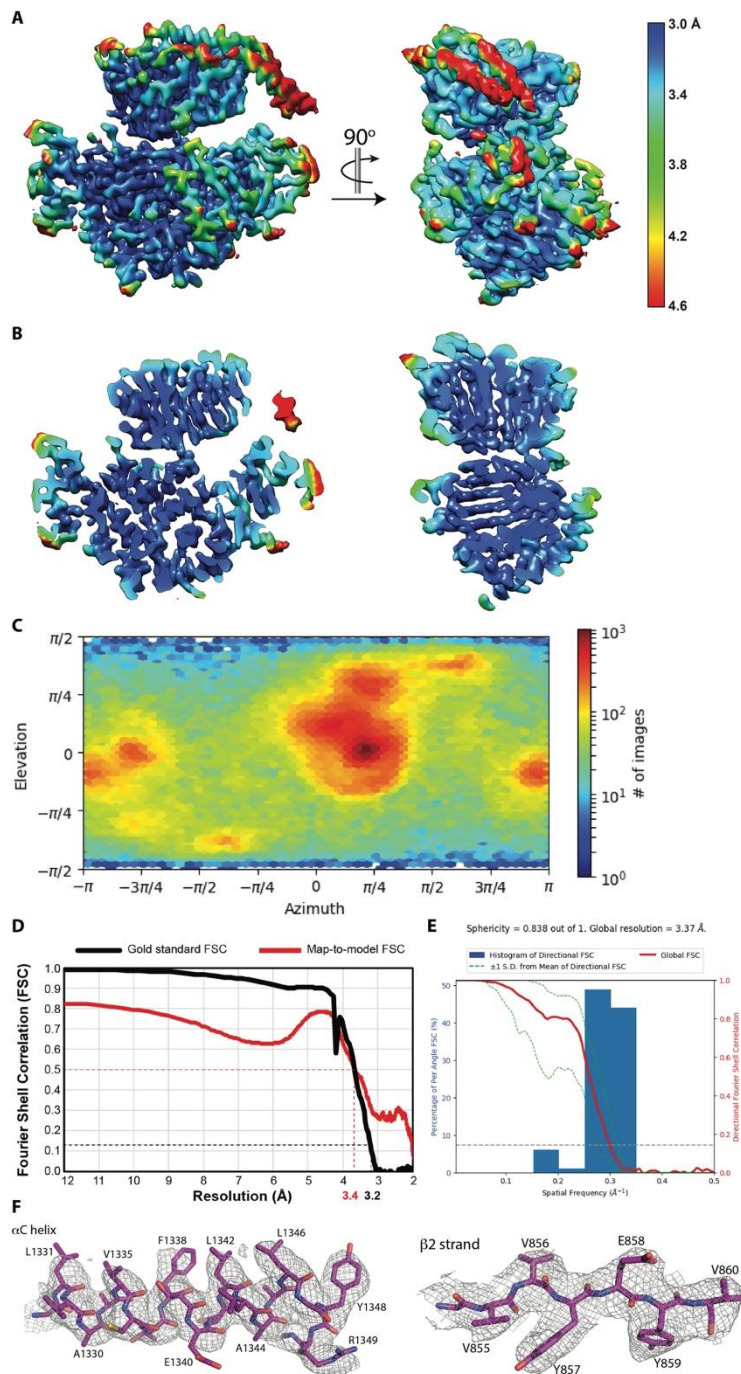 A
90°
3.0 Å
3.4
3.8
4.2
4.6
B
C
Elevation
π/2
π/4
0
−π/4
−π/2
−π
−3π/4
−π/2
−π/4
0
π/4
π/2
3π/4
π
Azimuth
10³
10²
10¹
10⁰
# of images
D
Gold standard FSC
Map-to-model FSC
Fourier Shell Correlation (FSC)
1.0
0.9
0.8
0.7
0.6
0.5
0.4
0.3
0.2
0.1
0.0
12 11 10 9 8 7 6 5 4 3 2
Resolution (Å)
3.4 3.2
E
Sphericity = 0.838 out of 1. Global resolution = 3.37 Å.
Histogram of Directional FSC
Global FSC
±1 S.D. from Mean of Directional FSC
Percentage of Per Angle FSC (%)
50
40
30
20
10
0
0.1 0.2 0.3 0.4 0.5
Spatial Frequency (Å⁻¹)
1.0
0.8
0.6
0.4
0.2
0.0
Directional Fourier Shell Correlation
F
αC helix
L1331
V1335
F1338
L1342
L1346
Y1348
R1349
A1344
E1340
A1330
β2 strand
V856
E858
V860
V855
Y857
Y859